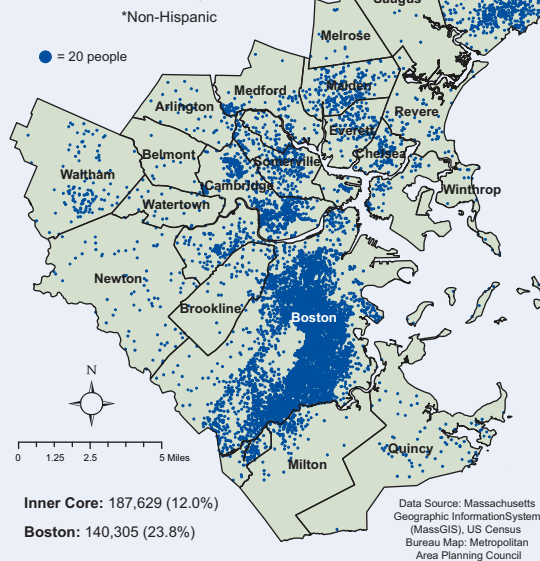 Saugus
*Non-Hispanic
Melrose
= 20 people
Malden
Medford
Arlington
Revere
Everett
Belmont
Chelsea
Somerville
Waltham
Cambridge
Winthrop
Watertown
Newton
Brookline
Boston
N
0 1.25 2.5 5 Miles
Quincy
Milton
Inner Core: 187,629 (12.0%)
Boston: 140,305 (23.8%)
Data Source: Massachusetts
Geographic InformationSystem
(MassGIS), US Census
Bureau Map: Metropolitan
Area Planning Council